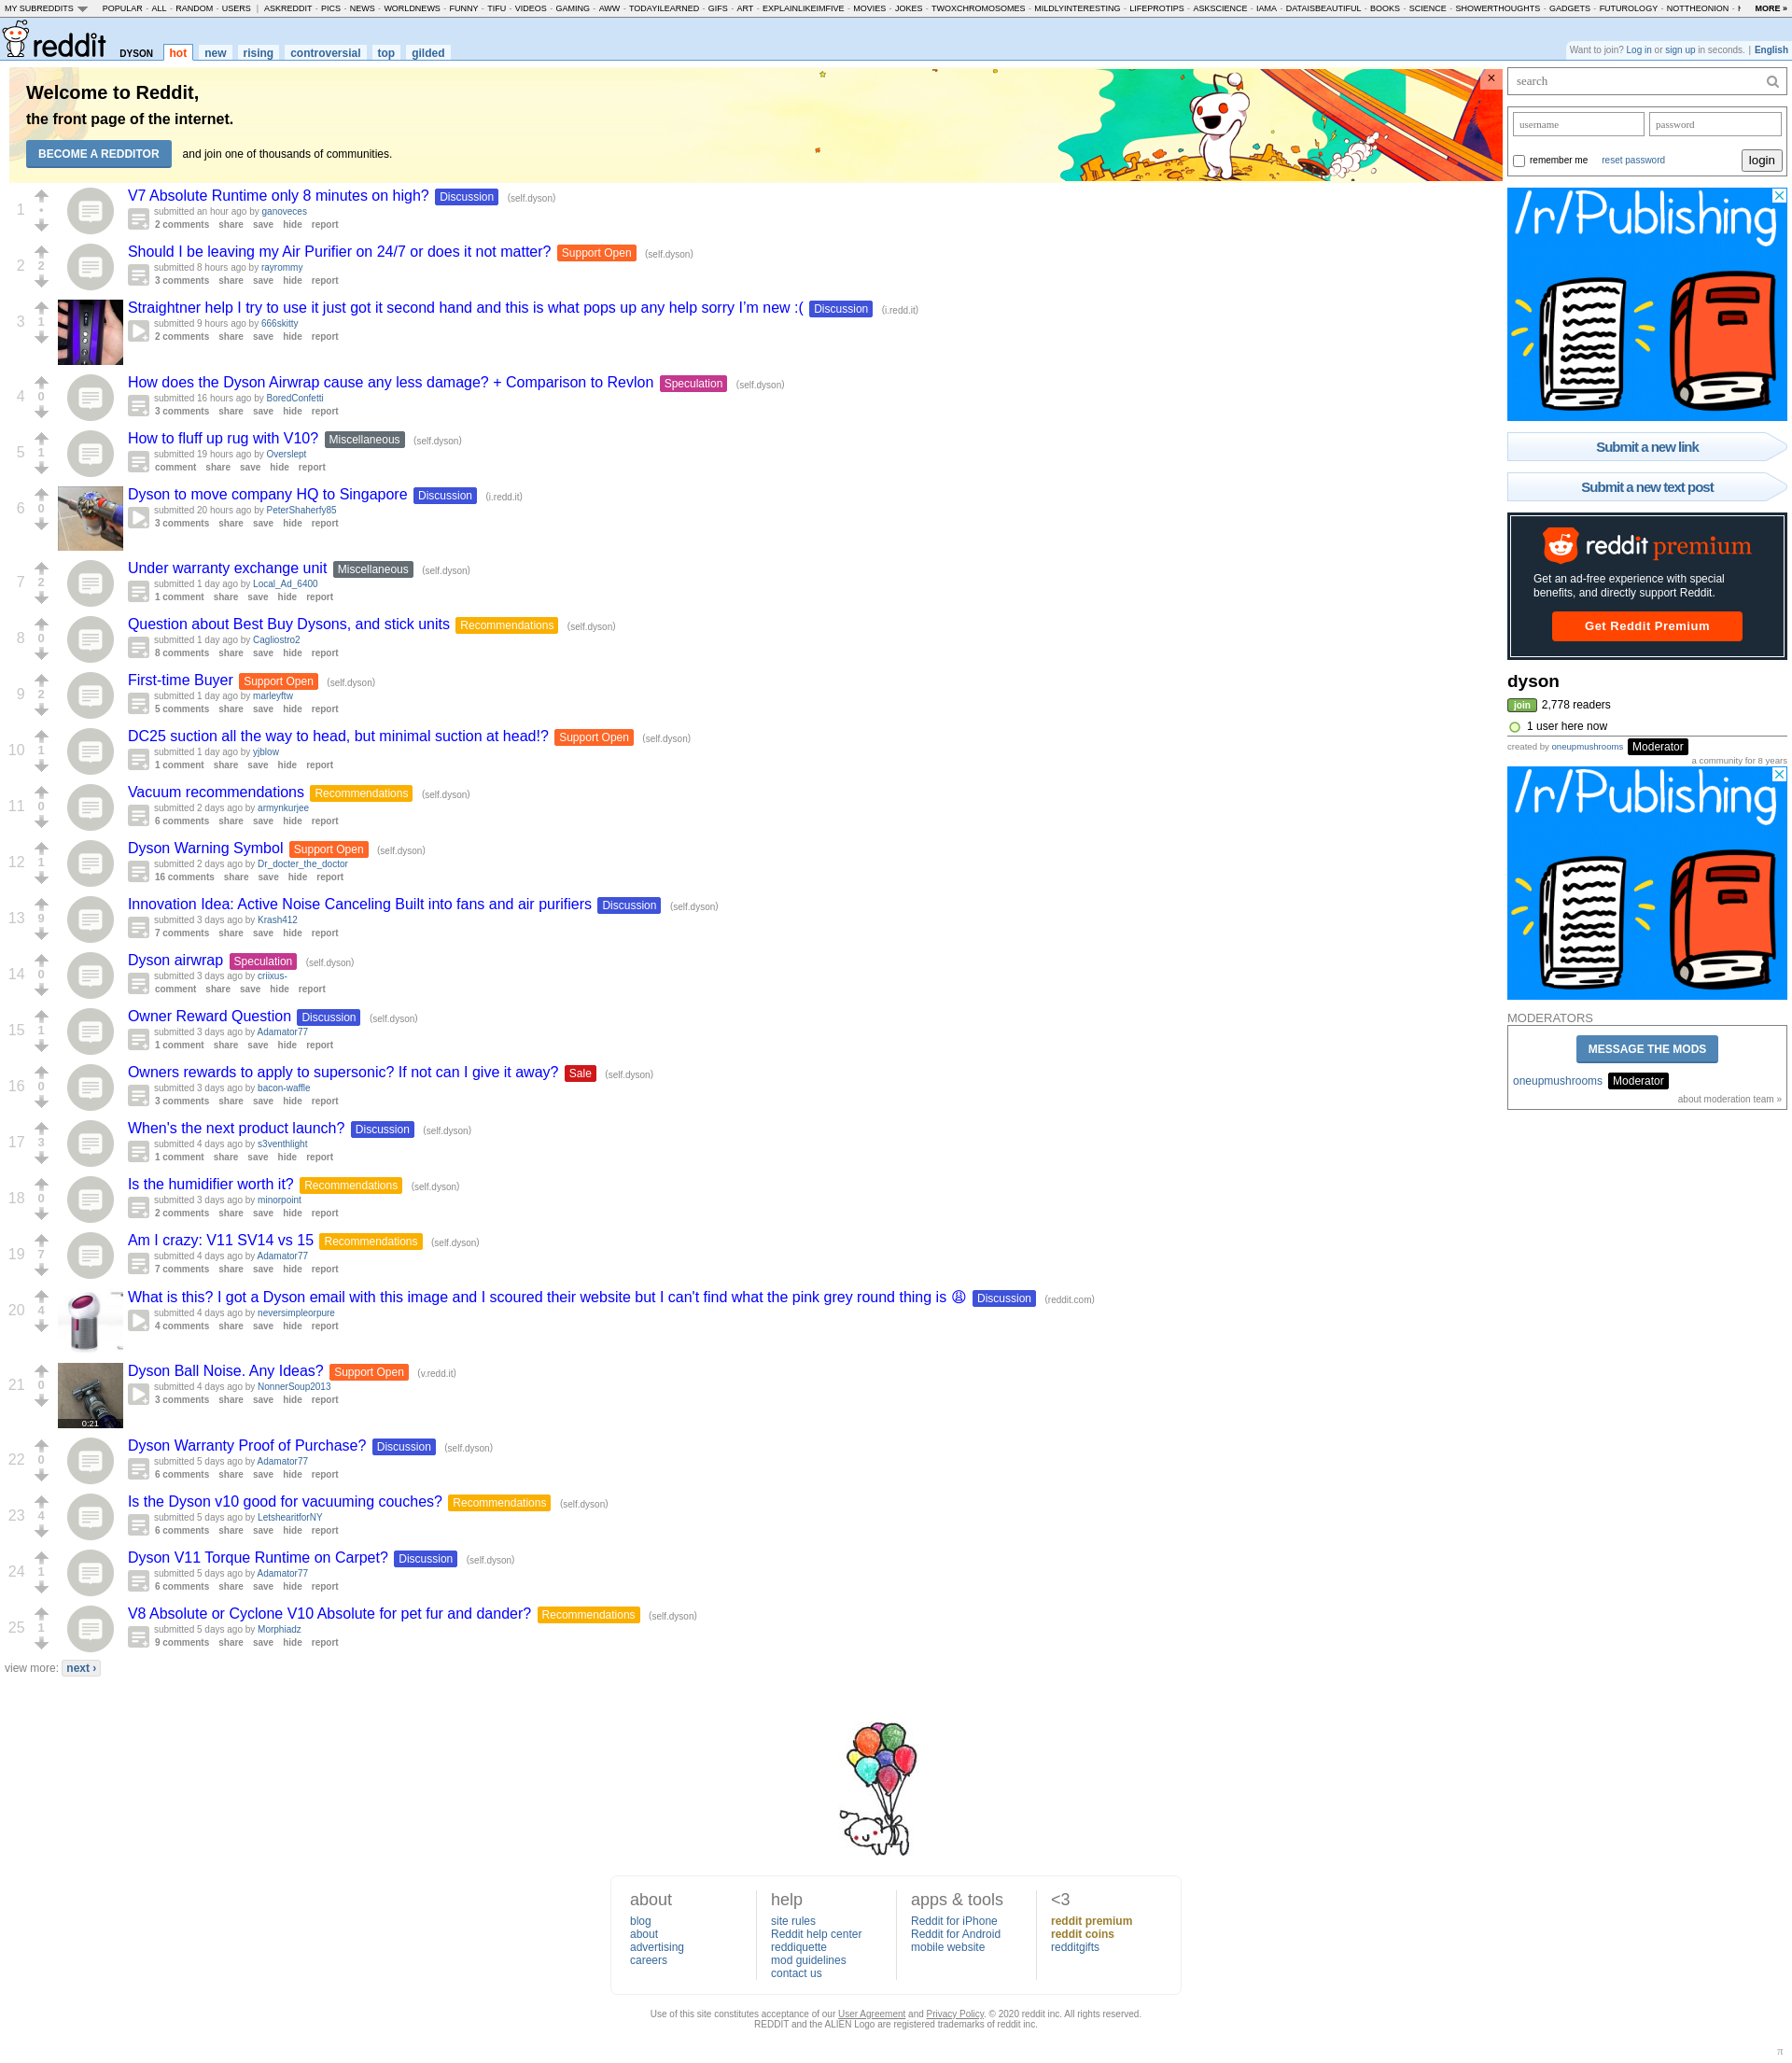 MY SUBREDDITS POPULAR - ALL - RANDOM - USERS | ASKREDDIT - PICS - NEWS - WORLDNEWS - FUNNY - TIFU - VIDEOS - GAMING - AWW - TODAYILEARNED - GIFS - ART - EXPLAINLIKEIMFIVE - MOVIES - JOKES - TWOXCHROMOSOMES - MILDLYINTERESTING - LIFEPROTIPS - ASKSCIENCE - IAMA - DATAISBEAUTIFUL - BOOKS - SCIENCE - SHOWERTHOUGHTS - GADGETS - FUTUROLOGY - NOTTHEONION - MORE »
reddit DYSON hot new rising controversial top gilded
Want to join? Log in or sign up in seconds. | English
Welcome to Reddit,
the front page of the internet.
BECOME A REDDITOR and join one of thousands of communities.
1 • V7 Absolute Runtime only 8 minutes on high? Discussion (self.dyson)
submitted an hour ago by ganoveces
2 comments share save hide report
2 2 Should I be leaving my Air Purifier on 24/7 or does it not matter? Support Open (self.dyson)
submitted 8 hours ago by rayrommy
3 comments share save hide report
3 1 Straightner help I try to use it just got it second hand and this is what pops up any help sorry I'm new :( Discussion (i.redd.it)
submitted 9 hours ago by 666skitty
2 comments share save hide report
4 0 How does the Dyson Airwrap cause any less damage? + Comparison to Revlon Speculation (self.dyson)
submitted 16 hours ago by BoredConfetti
3 comments share save hide report
5 1 How to fluff up rug with V10? Miscellaneous (self.dyson)
submitted 19 hours ago by Overslept
comment share save hide report
6 0 Dyson to move company HQ to Singapore Discussion (i.redd.it)
submitted 20 hours ago by PeterShaherfy85
3 comments share save hide report
7 2 Under warranty exchange unit Miscellaneous (self.dyson)
submitted 1 day ago by Local_Ad_6400
1 comment share save hide report
8 0 Question about Best Buy Dysons, and stick units Recommendations (self.dyson)
submitted 1 day ago by Cagliostro2
8 comments share save hide report
9 2 First-time Buyer Support Open (self.dyson)
submitted 1 day ago by marleyftw
5 comments share save hide report
10 1 DC25 suction all the way to head, but minimal suction at head!? Support Open (self.dyson)
submitted 1 day ago by yjblow
1 comment share save hide report
11 0 Vacuum recommendations Recommendations (self.dyson)
submitted 2 days ago by armynkurjee
6 comments share save hide report
12 1 Dyson Warning Symbol Support Open (self.dyson)
submitted 2 days ago by Dr_docter_the_doctor
16 comments share save hide report
13 9 Innovation Idea: Active Noise Canceling Built into fans and air purifiers Discussion (self.dyson)
submitted 3 days ago by Krash412
7 comments share save hide report
14 0 Dyson airwrap Speculation (self.dyson)
submitted 3 days ago by criixus-
comment share save hide report
15 1 Owner Reward Question Discussion (self.dyson)
submitted 3 days ago by Adamator77
1 comment share save hide report
16 0 Owners rewards to apply to supersonic? If not can I give it away? Sale (self.dyson)
submitted 3 days ago by bacon-waffle
3 comments share save hide report
17 3 When's the next product launch? Discussion (self.dyson)
submitted 4 days ago by s3venthlight
1 comment share save hide report
18 0 Is the humidifier worth it? Recommendations (self.dyson)
submitted 3 days ago by minorpoint
2 comments share save hide report
19 7 Am I crazy: V11 SV14 vs 15 Recommendations (self.dyson)
submitted 4 days ago by Adamator77
7 comments share save hide report
20 4 What is this? I got a Dyson email with this image and I scoured their website but I can't find what the pink grey round thing is 😩 Discussion (reddit.com)
submitted 4 days ago by neversimpleorpure
4 comments share save hide report
21 0 Dyson Ball Noise. Any Ideas? Support Open (v.redd.it)
submitted 4 days ago by NonnerSoup2013
3 comments share save hide report
0:21
22 0 Dyson Warranty Proof of Purchase? Discussion (self.dyson)
submitted 5 days ago by Adamator77
6 comments share save hide report
23 4 Is the Dyson v10 good for vacuuming couches? Recommendations (self.dyson)
submitted 5 days ago by LetshearitforNY
6 comments share save hide report
24 1 Dyson V11 Torque Runtime on Carpet? Discussion (self.dyson)
submitted 5 days ago by Adamator77
6 comments share save hide report
25 1 V8 Absolute or Cyclone V10 Absolute for pet fur and dander? Recommendations (self.dyson)
submitted 5 days ago by Morphiadz
9 comments share save hide report
view more: next ›
search
username password
remember me reset password login
/r/Publishing
Submit a new link
Submit a new text post
reddit premium
Get an ad-free experience with special
benefits, and directly support Reddit.
Get Reddit Premium
dyson
join 2,778 readers
1 user here now
created by oneupmushrooms Moderator
a community for 8 years
/r/Publishing
MODERATORS
MESSAGE THE MODS
oneupmushrooms Moderator
about moderation team »
about
blog
about
advertising
careers
help
site rules
Reddit help center
reddiquette
mod guidelines
contact us
apps & tools
Reddit for iPhone
Reddit for Android
mobile website
<3
reddit premium
reddit coins
redditgifts
Use of this site constitutes acceptance of our User Agreement and Privacy Policy. © 2020 reddit inc. All rights reserved.
REDDIT and the ALIEN Logo are registered trademarks of reddit inc.
π